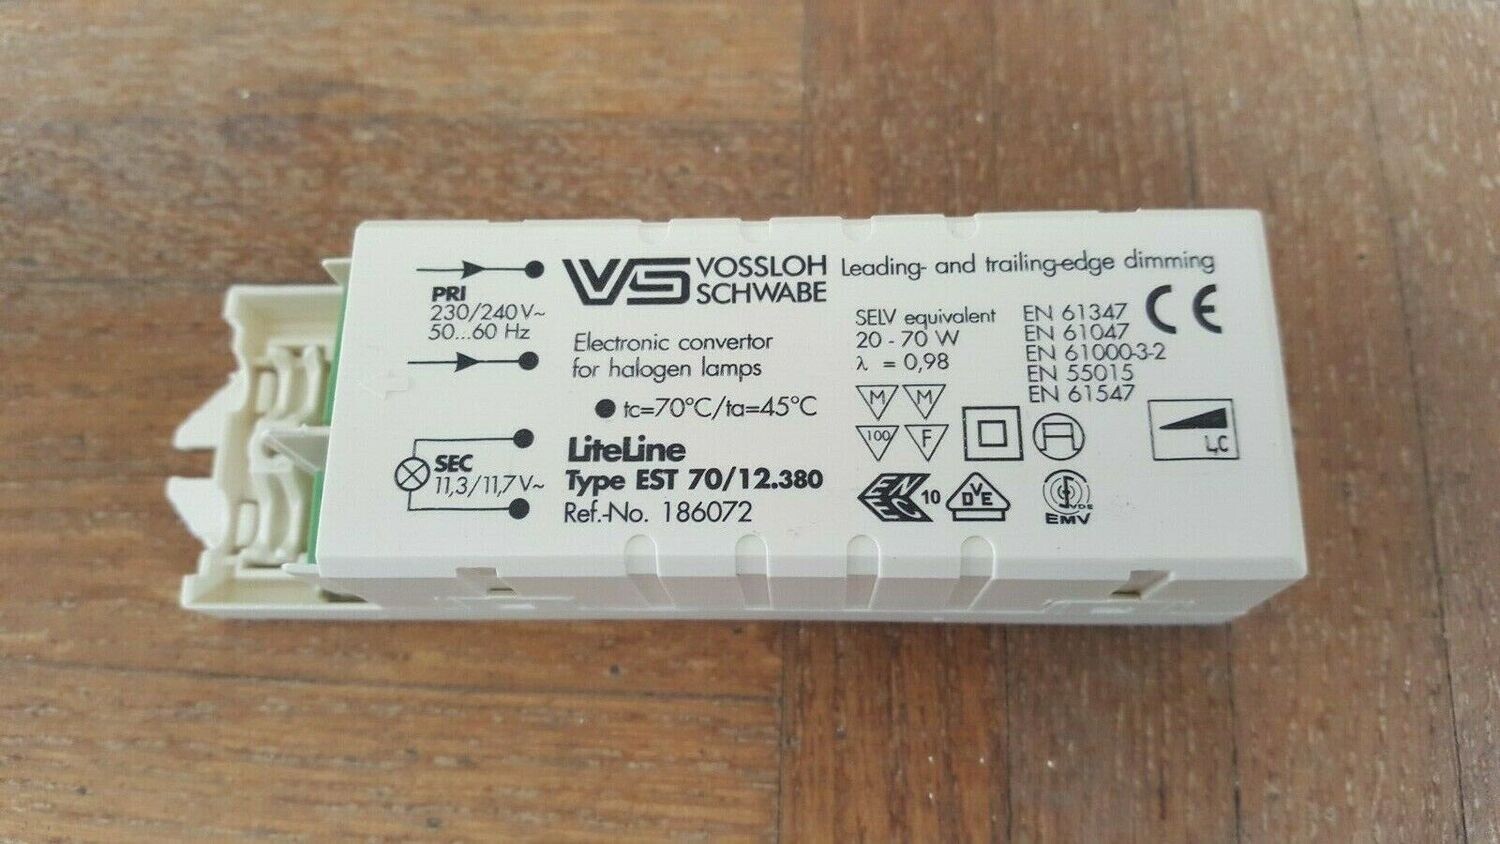 PRI
230/240V~
50...60 Hz
SEC
11,3/11,7V~
VS VOSSLOH
SCHWABE
Electronic convertor
for halogen lamps
tc=70°C/ta=45°C
LiteLine
Type EST 70/12.380
Ref.-No. 186072
Leading- and trailing-edge dimming
SELV equivalent
20 - 70 W
λ = 0,98
M M
100 F
EN 61347
EN 61047
EN 61000-3-2
EN 55015
EN 61547
CE
LC
ENEC 10
DVE
VDE
EMV